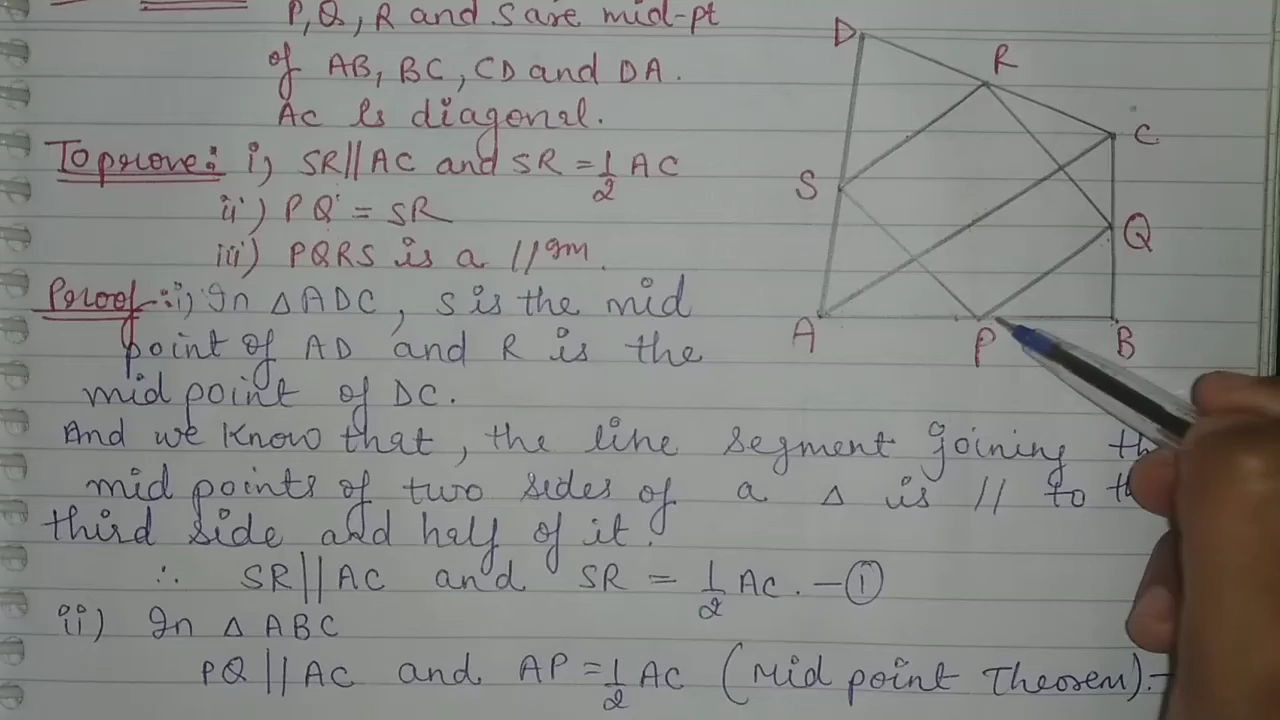 P, Q, R and S are mid-pt
of AB, BC, CD and DA.
AC is diagonal.
To prove: i) SR || AC and SR = 1/2 AC
ii) PQ = SR
iii) PQRS is a //gm.
Proof :- i) In △ADC, S is the mid
point of AD and R is the
mid point of DC.
And we know that, the line segment joining th
mid points of two sides of a △ is // to t
third side and half of it.
∴ SR || AC and SR = 1/2 AC. - ①
ii) In △ ABC
PQ || AC and AP = 1/2 AC (Mid point Theorem). -
D
R
C
S
Q
A
P
B